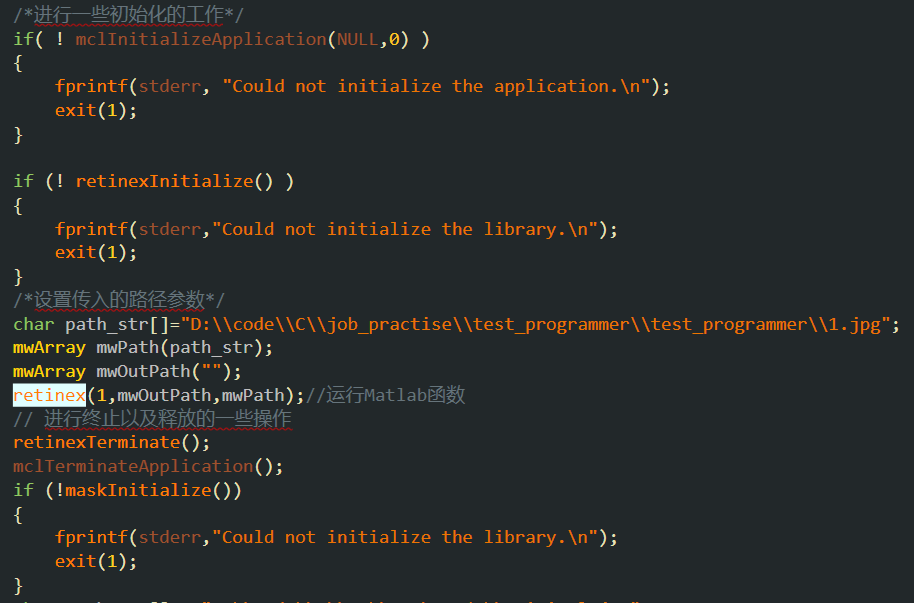 /*进行一些初始化的工作*/
if( ! mclInitializeApplication(NULL,0) )
{
    fprintf(stderr, "Could not initialize the application.\n");
    exit(1);
}
if (! retinexInitialize() )
{
    fprintf(stderr,"Could not initialize the library.\n");
    exit(1);
}
/*设置传入的路径参数*/
char path_str[]="D:\\code\\C\\job_practise\\test_programmer\\test_programmer\\1.jpg";
mwArray mwPath(path_str);
mwArray mwOutPath("");
retinex(1,mwOutPath,mwPath);//运行Matlab函数
// 进行终止以及释放的一些操作
retinexTerminate();
mclTerminateApplication();
if (!maskInitialize())
{
    fprintf(stderr,"Could not initialize the library.\n");
    exit(1);
}